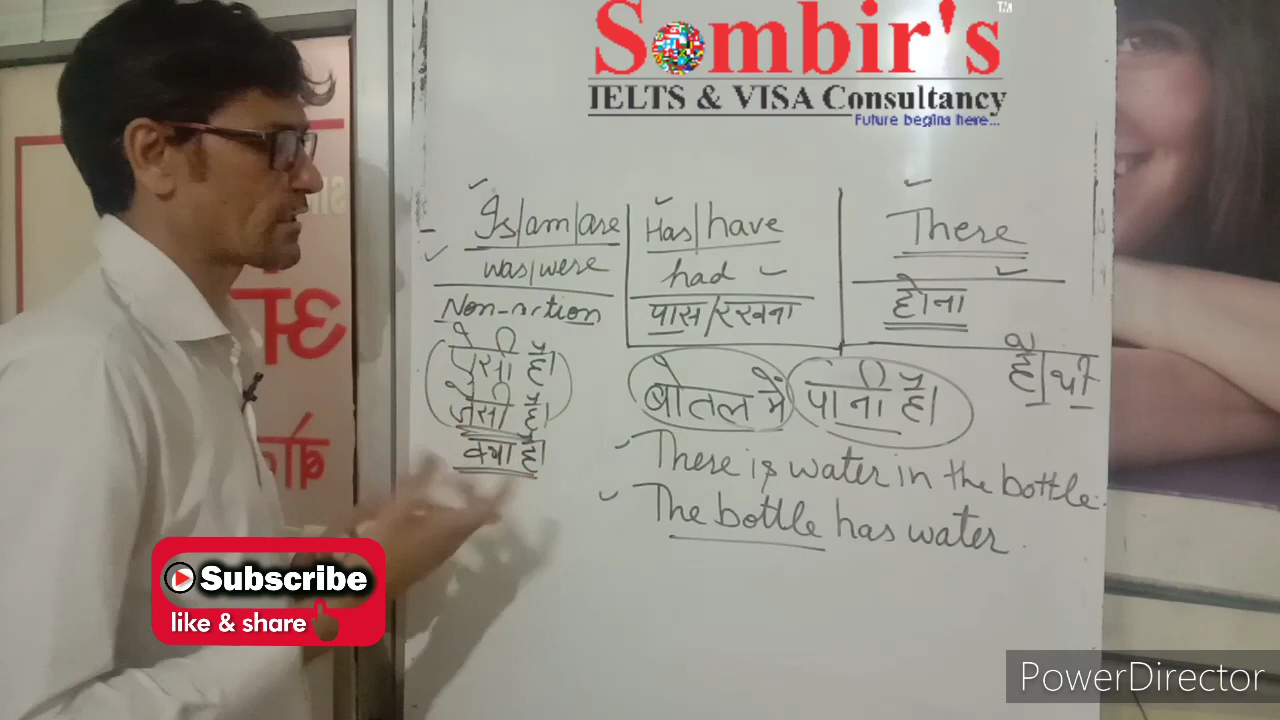 Sombir's
TM
IELTS & VISA Consultancy
Future begins here...
Is/am/are
was/were
Non-action
ऐसी है।
जैसी है।
क्या है।
Has/have
had
पास/रखना
There
होना
है/थी
बोतल में पानी है।
There is water in the bottle.
The bottle has water.
Subscribe
like & share
PowerDirector